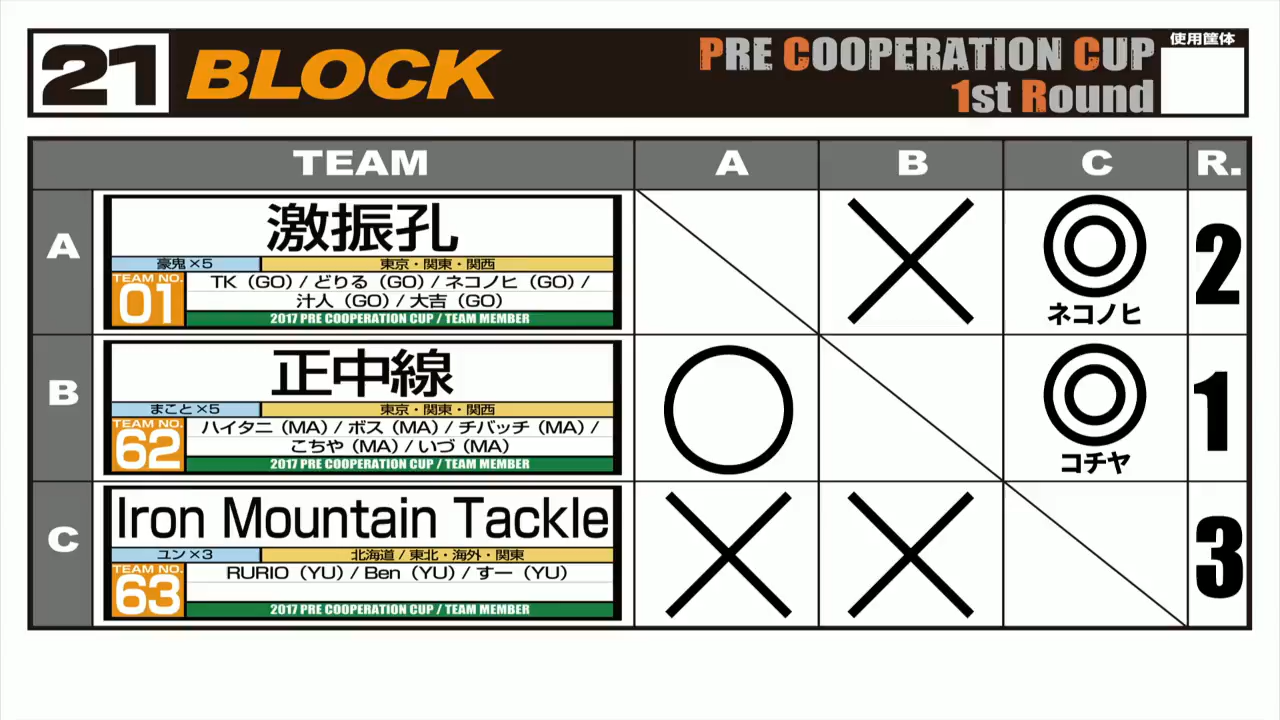 21 BLOCK
PRE COOPERATION CUP
1st Round
使用筐体
TEAM A B C R.
A
激振孔
豪鬼×5 東京・関東・関西
TEAM NO.
01
TK（GO）/ どりる（GO）/ ネコノヒ（GO）/
汁人（GO）/ 大吉（GO）
2017 PRE COOPERATION CUP / TEAM MEMBER
ネコノヒ
2
B
正中線
まこと×5 東京・関東・関西
TEAM NO.
62
ハイタニ（MA）/ ボス（MA）/ チバッチ（MA）/
こちや（MA）/ いづ（MA）
2017 PRE COOPERATION CUP / TEAM MEMBER
コチヤ
1
C
Iron Mountain Tackle
ユン×3 北海道 / 東北・海外・関東
TEAM NO.
63
RURIO（YU）/ Ben（YU）/ すー（YU）
2017 PRE COOPERATION CUP / TEAM MEMBER
3